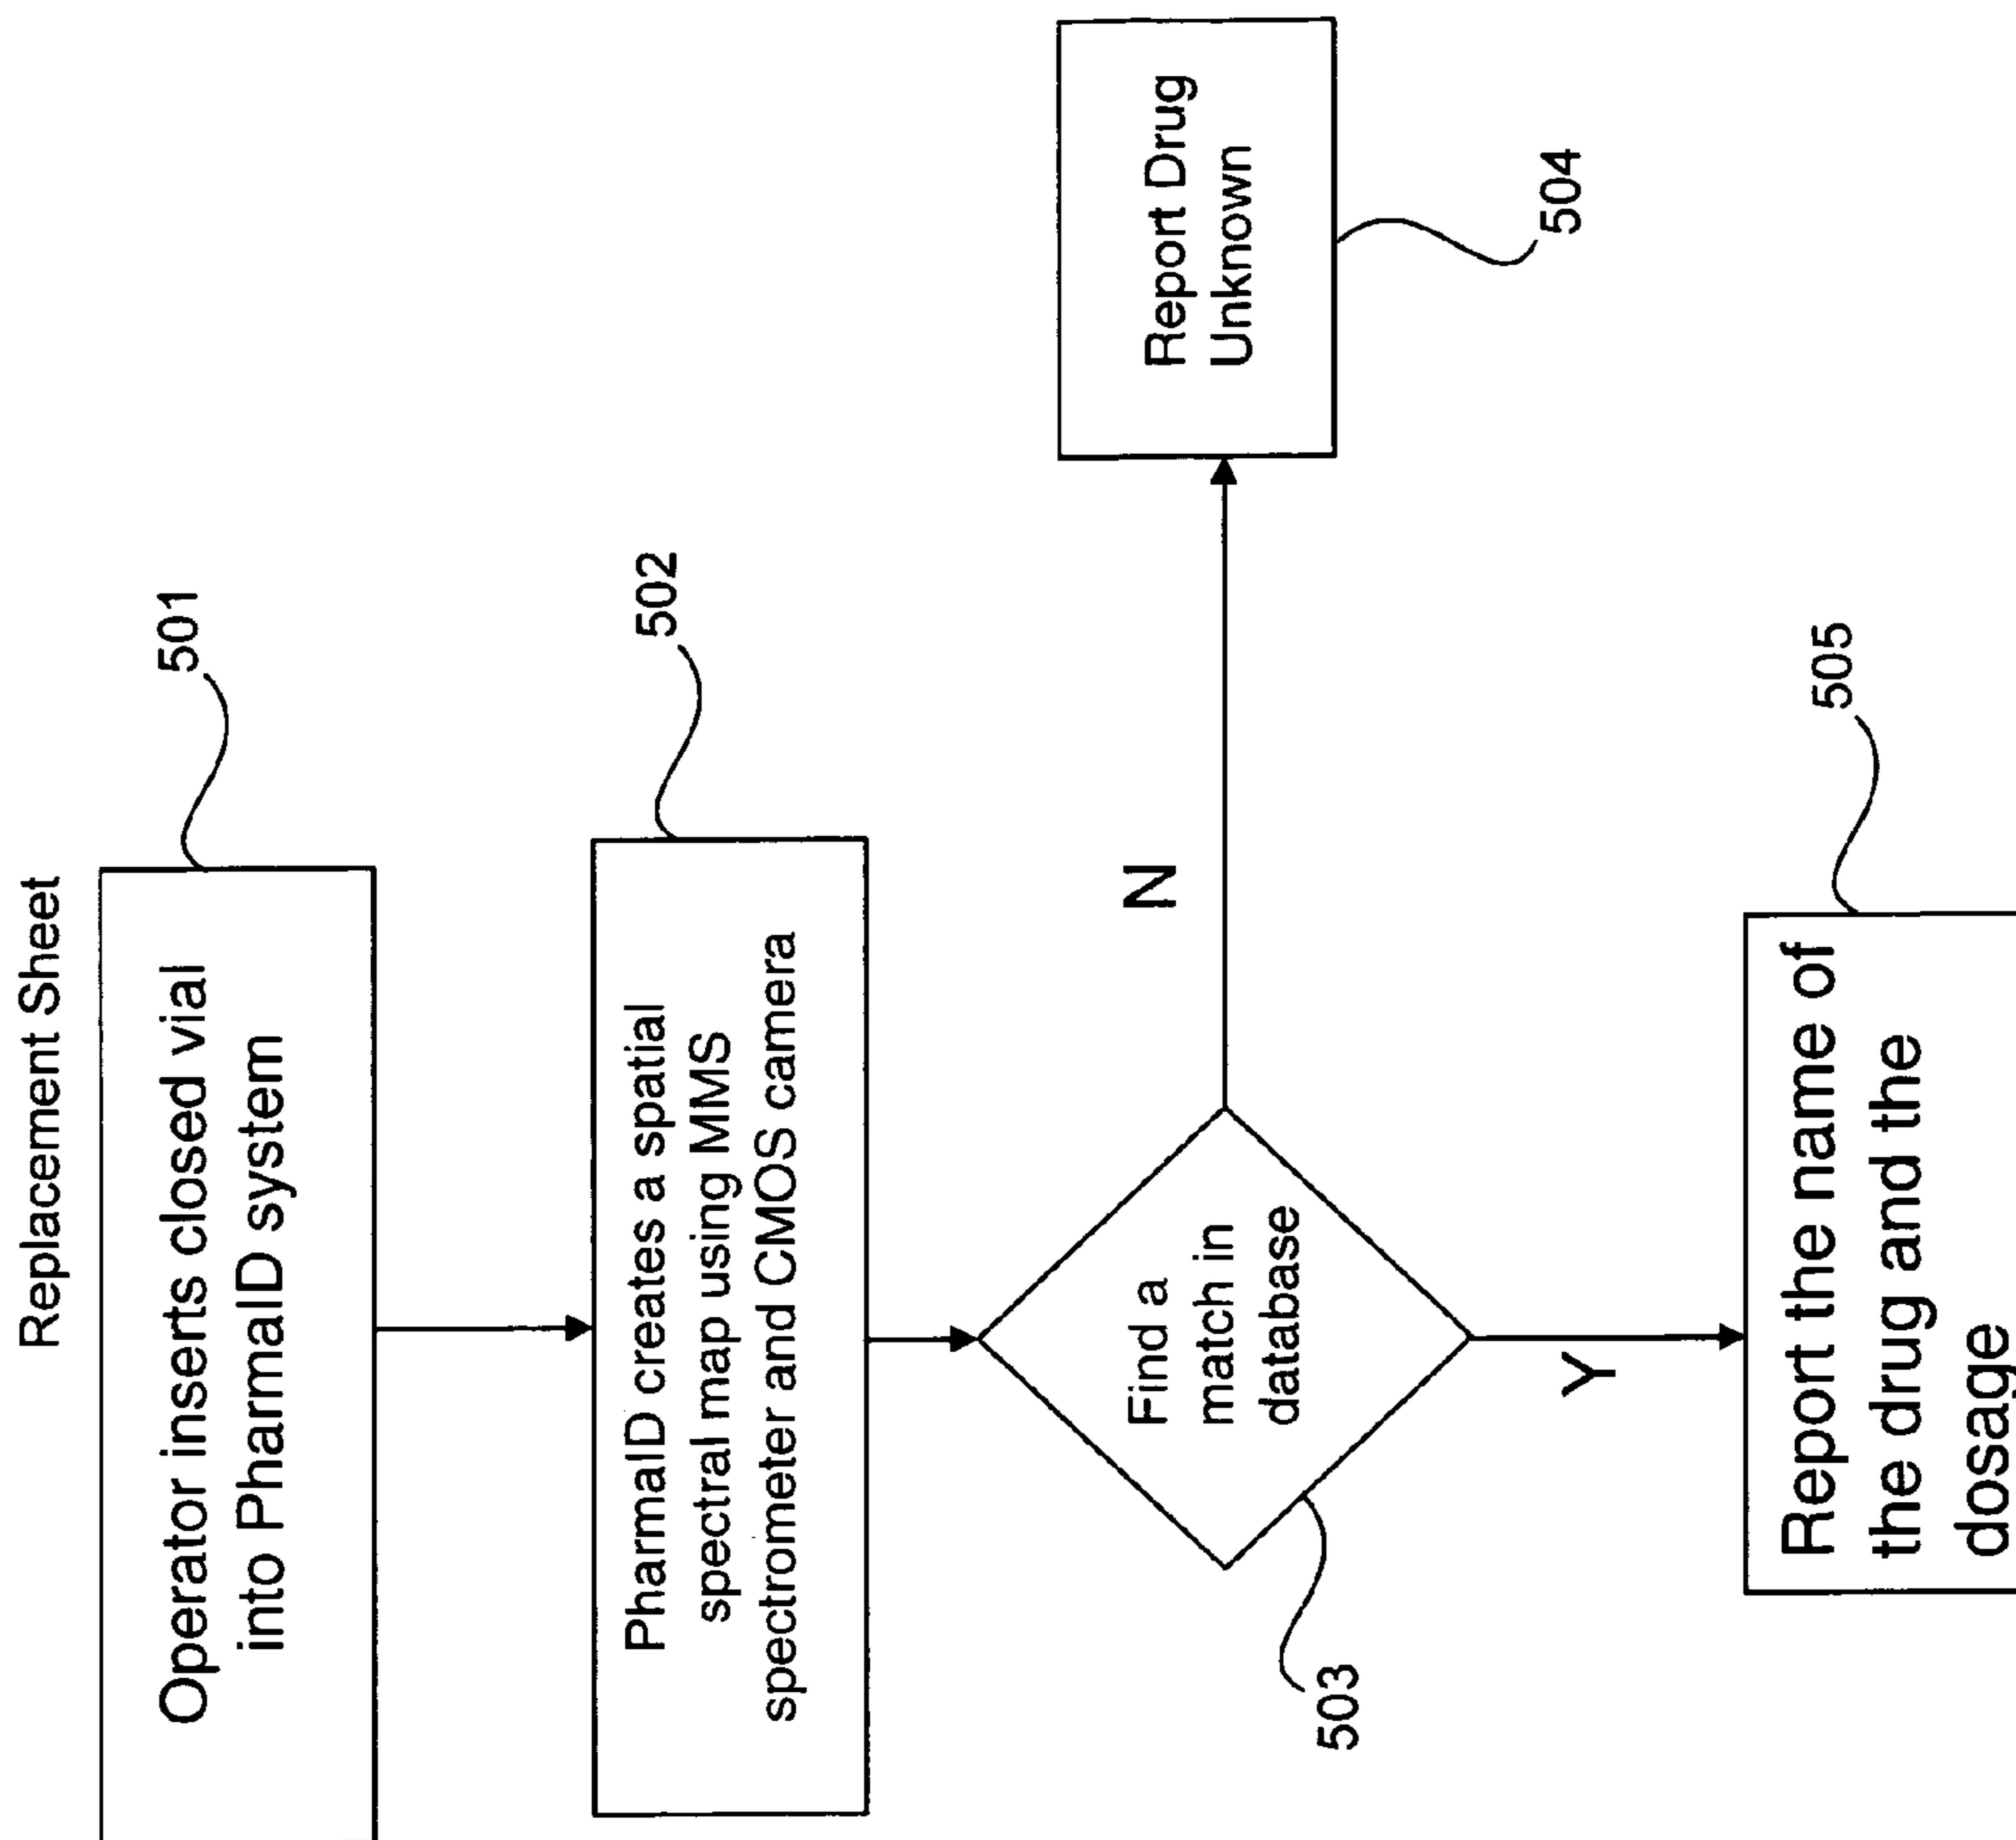 Replacement Sheet
Operator inserts closed vial
into PharmaID system
501
PharmaID creates a spatial
spectral map using MMS
spectrometer and CMOS camera
502
Find a
match in
database
503
N
Report Drug
Unknown
504
Y
Report the name of
the drug and the
dosage
505